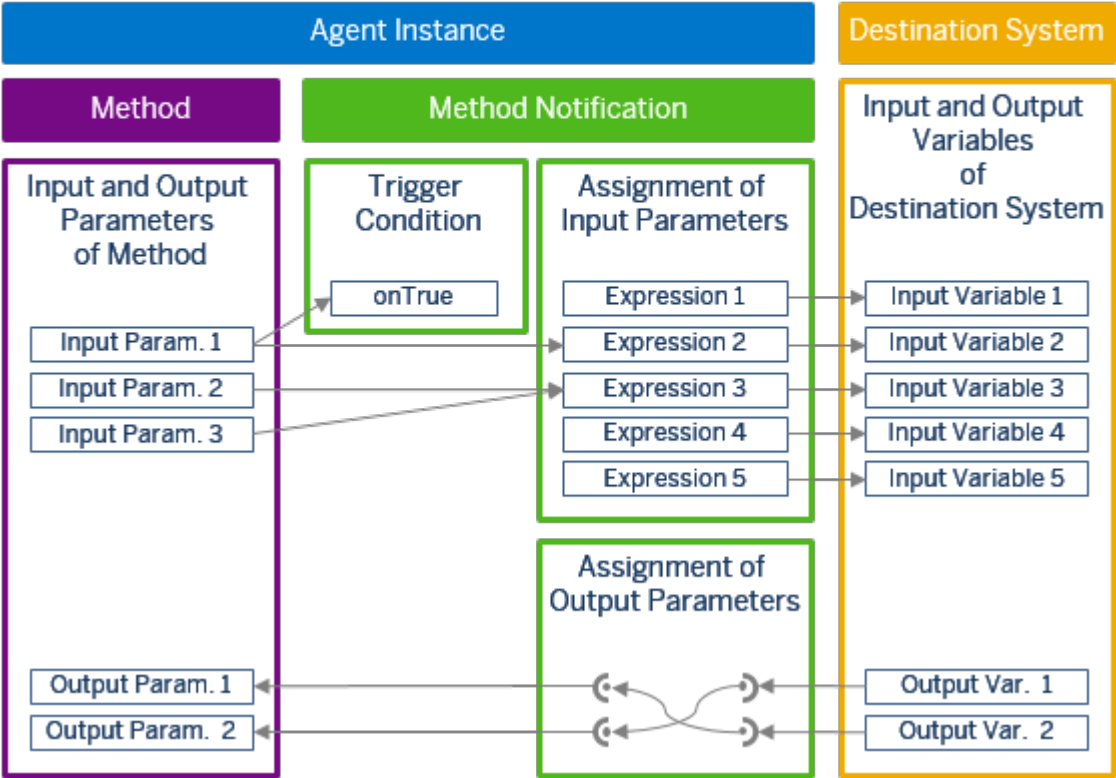 Agent Instance
Destination System
Method
Method Notification
Input and Output
Variables
of
Destination System
Input and Output
Parameters
of Method
Trigger
Condition
Assignment of
Input Parameters
onTrue
Expression 1
Input Variable 1
Input Param. 1
Expression 2
Input Variable 2
Input Param. 2
Expression 3
Input Variable 3
Input Param. 3
Expression 4
Input Variable 4
Expression 5
Input Variable 5
Assignment of
Output Parameters
Output Param. 1
Output Var. 1
Output Param. 2
Output Var. 2